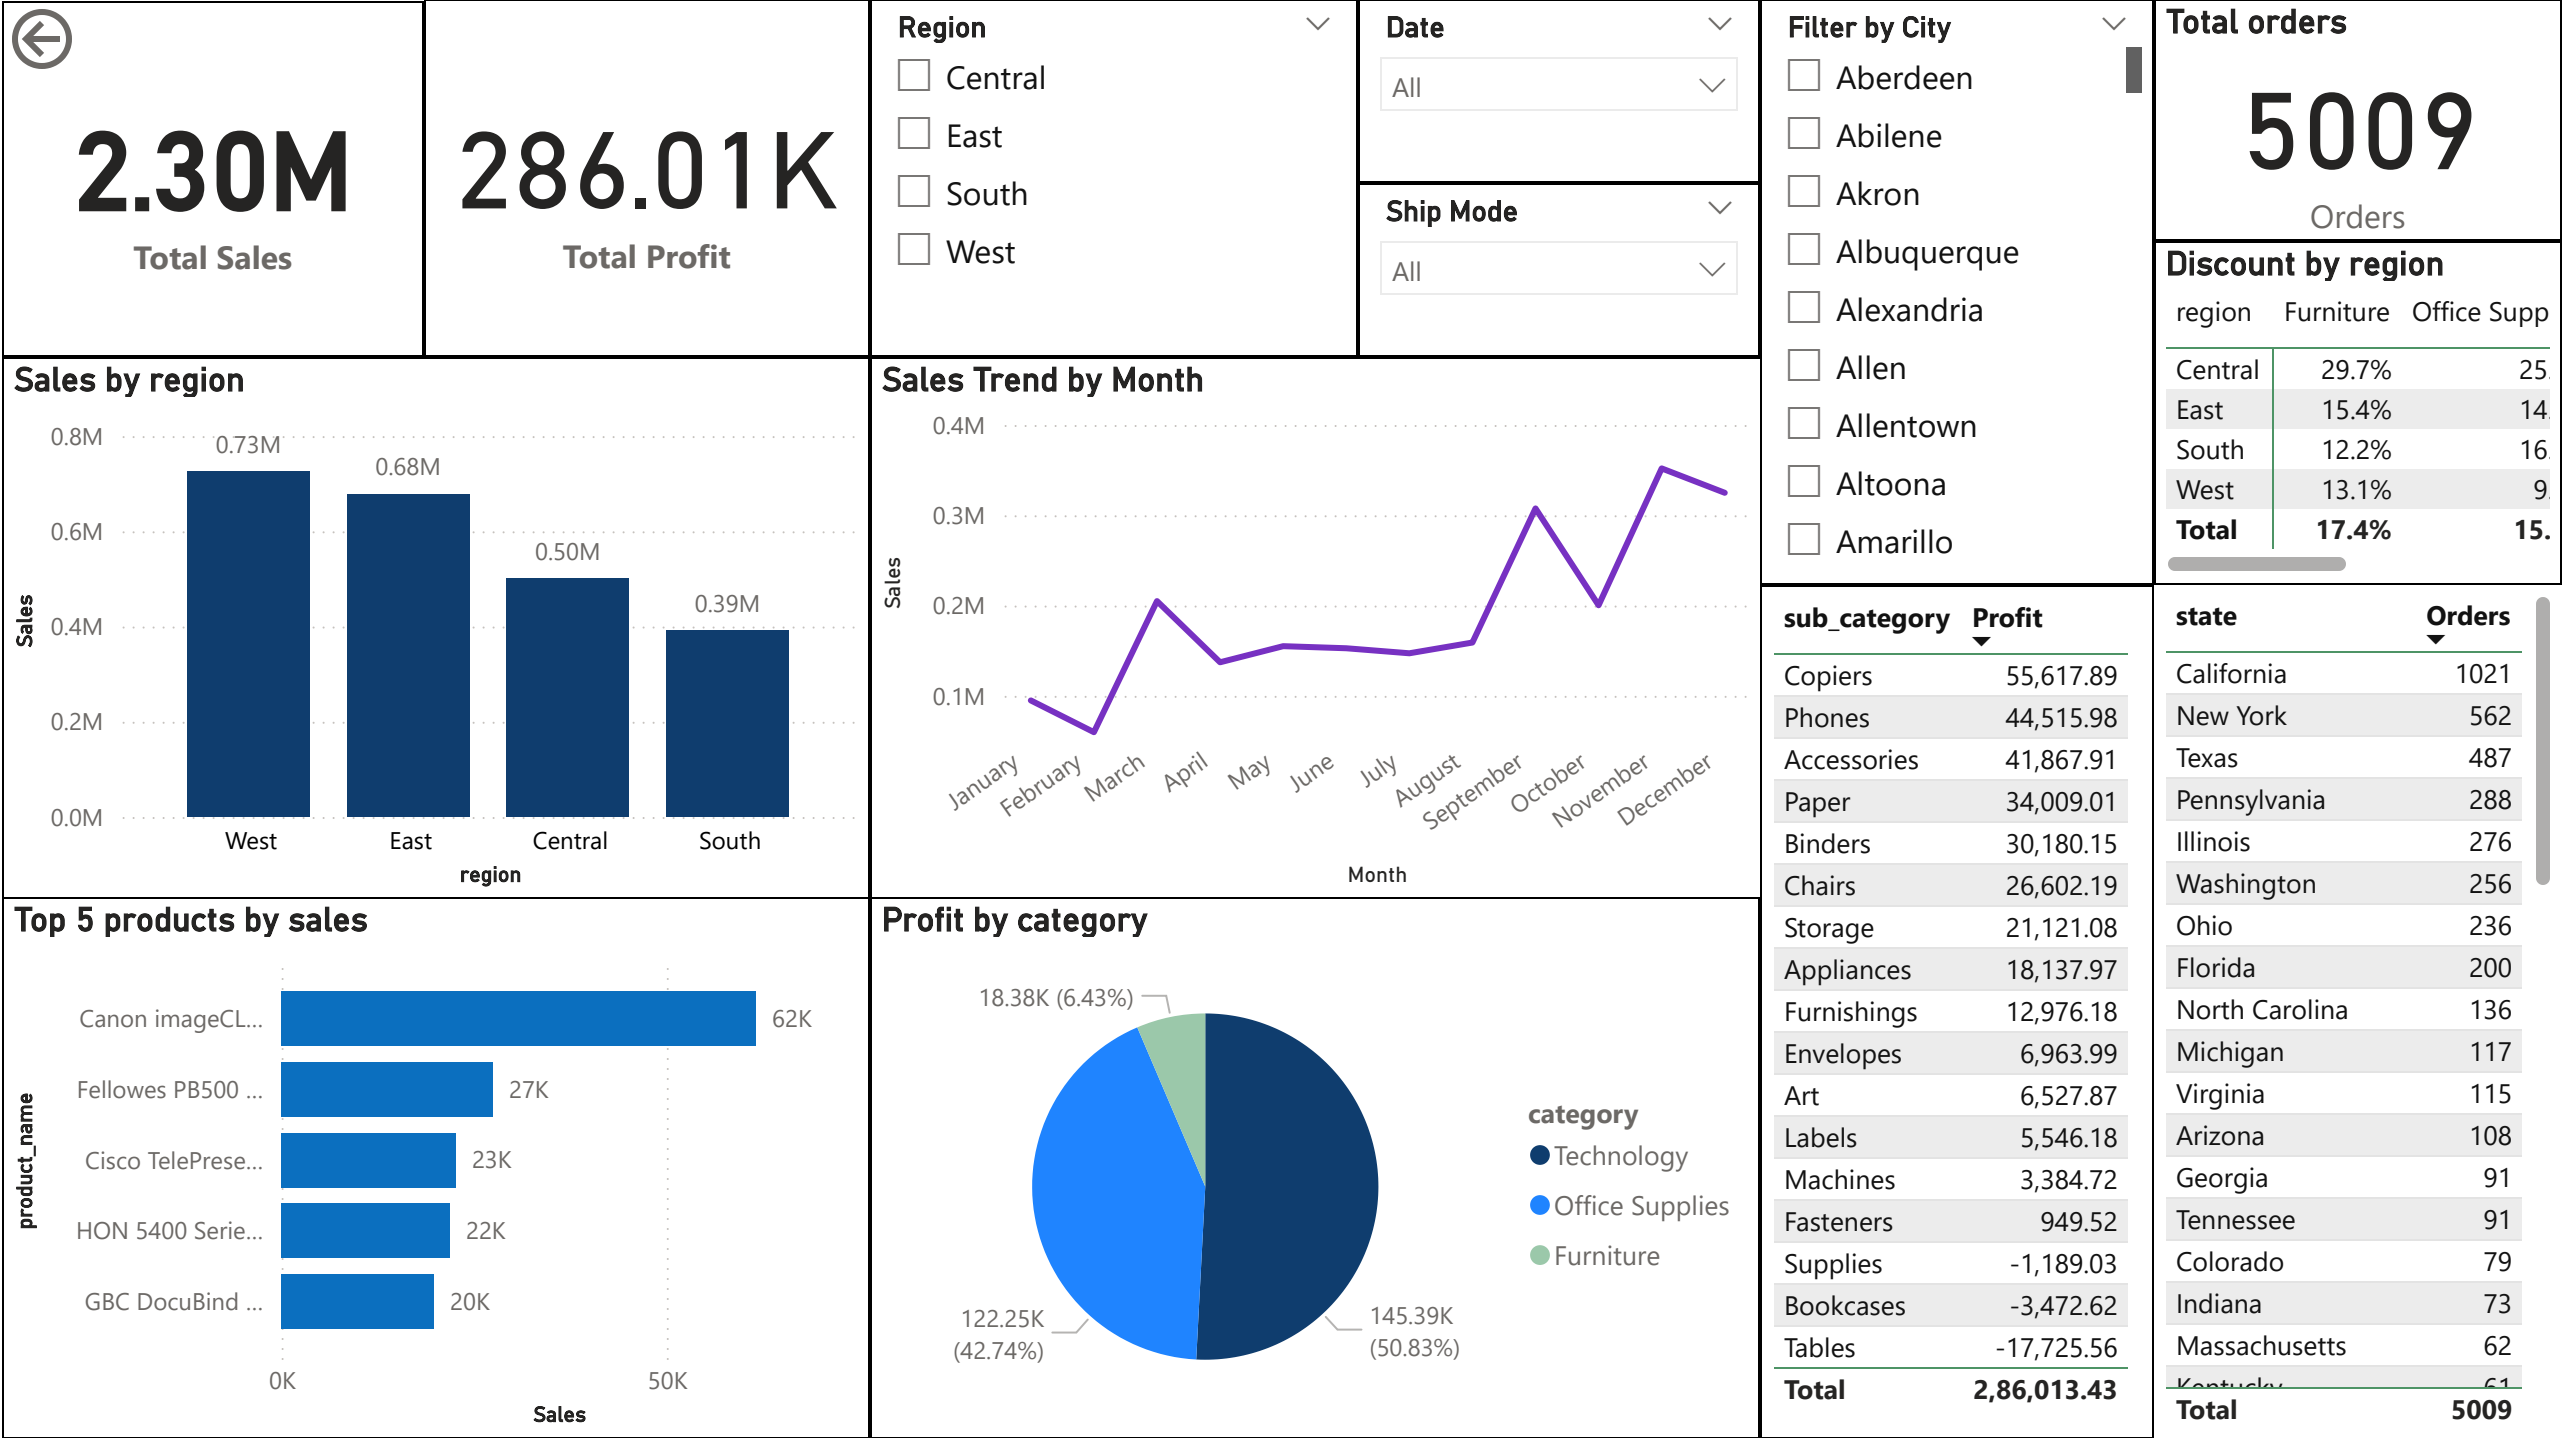 2.30M
Total Sales
286.01K
Total Profit
Region
Central
East
South
West
Date
All
Ship Mode
All
Filter by City
Aberdeen
Abilene
Akron
Albuquerque
Alexandria
Allen
Allentown
Altoona
Amarillo
Total orders
5009
Orders
Discount by region
region Furniture Office Supp
Central 29.7% 25.
East 15.4% 14.
South 12.2% 16.
West 13.1% 9.
Total 17.4% 15.
Sales by region
Sales
0.8M
0.6M
0.4M
0.2M
0.0M
0.73M
0.68M
0.50M
0.39M
West East Central South
region
Sales Trend by Month
Sales
0.4M
0.3M
0.2M
0.1M
January February March April May June July August September October November December
Month
Top 5 products by sales
product_name
Canon imageCL... 62K
Fellowes PB500 ... 27K
Cisco TelePrese... 23K
HON 5400 Serie... 22K
GBC DocuBind ... 20K
0K 50K
Sales
Profit by category
18.38K (6.43%)
122.25K
(42.74%)
145.39K
(50.83%)
category
Technology
Office Supplies
Furniture
sub_category Profit
Copiers 55,617.89
Phones 44,515.98
Accessories 41,867.91
Paper 34,009.01
Binders 30,180.15
Chairs 26,602.19
Storage 21,121.08
Appliances 18,137.97
Furnishings 12,976.18
Envelopes 6,963.99
Art 6,527.87
Labels 5,546.18
Machines 3,384.72
Fasteners 949.52
Supplies -1,189.03
Bookcases -3,472.62
Tables -17,725.56
Total 2,86,013.43
state Orders
California 1021
New York 562
Texas 487
Pennsylvania 288
Illinois 276
Washington 256
Ohio 236
Florida 200
North Carolina 136
Michigan 117
Virginia 115
Arizona 108
Georgia 91
Tennessee 91
Colorado 79
Indiana 73
Massachusetts 62
Kentucky 61
Total 5009